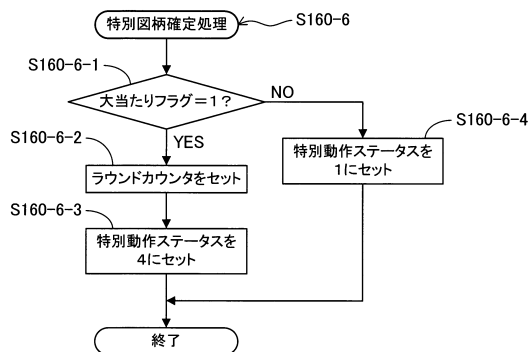 特別図柄確定処理
S160-6
S160-6-1
大当たりフラグ＝1？
NO
YES
S160-6-2
S160-6-4
ラウンドカウンタをセット
特別動作ステータスを
1にセット
S160-6-3
特別動作ステータスを
4にセット
終了